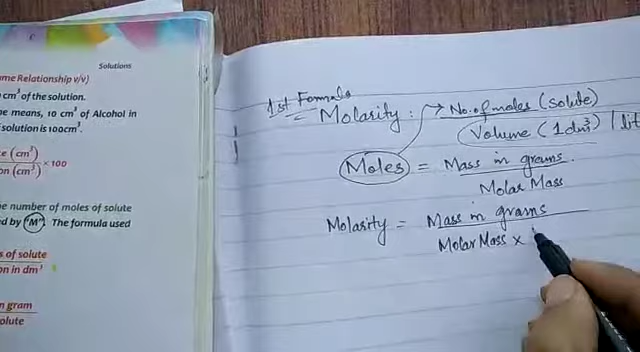 Solutions
me Relationship v/v)
cm³ of the solution.
e means, 10 cm³ of Alcohol in
solution is 100cm³.
e (cm³)
on (cm³) × 100
e number of moles of solute
d by "M". The formula used
s of solute
on in dm³
n gram
olute
1st Formula
= Molarity : → No. of moles (solute)
Volume (1 dm³) / lit
Moles = Mass in grams.
Molar Mass
Molarity = Mass in grams
Molar Mass ×